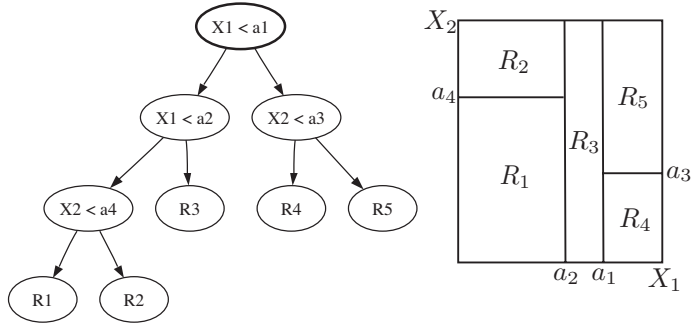 X1 < a1
X1 < a2
X2 < a3
X2 < a4
R3
R4
R5
R1
R2
X₂
R₂
a₄
R₅
R₃
R₁
a₃
R₄
a₂
a₁
X₁